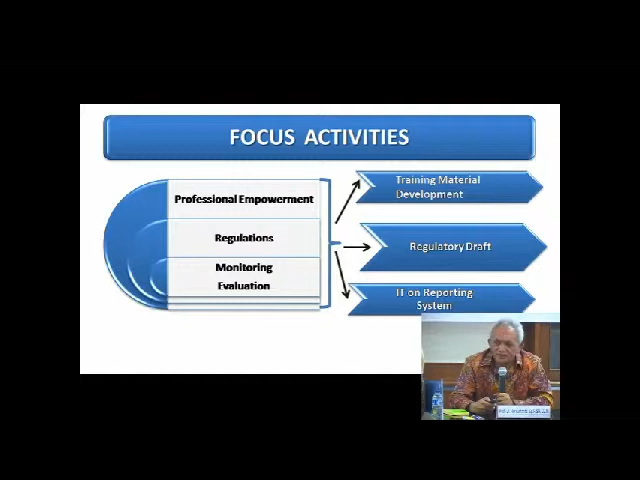 FOCUS ACTIVITIES
Professional Empowerment
Regulations
Monitoring
Evaluation
Training Material
Development
Regulatory Draft
IT on Reporting
System